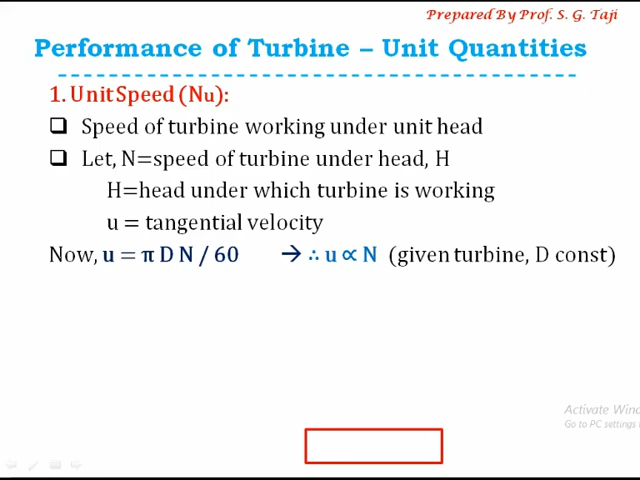 Prepared By Prof. S. G. Taji
Performance of Turbine – Unit Quantities
1. Unit Speed (Nu):
❑ Speed of turbine working under unit head
❑ Let, N=speed of turbine under head, H
H=head under which turbine is working
u = tangential velocity
Now, u = π D N / 60 → ∴ u ∝ N (given turbine, D const)
Activate Win
Go to PC settings